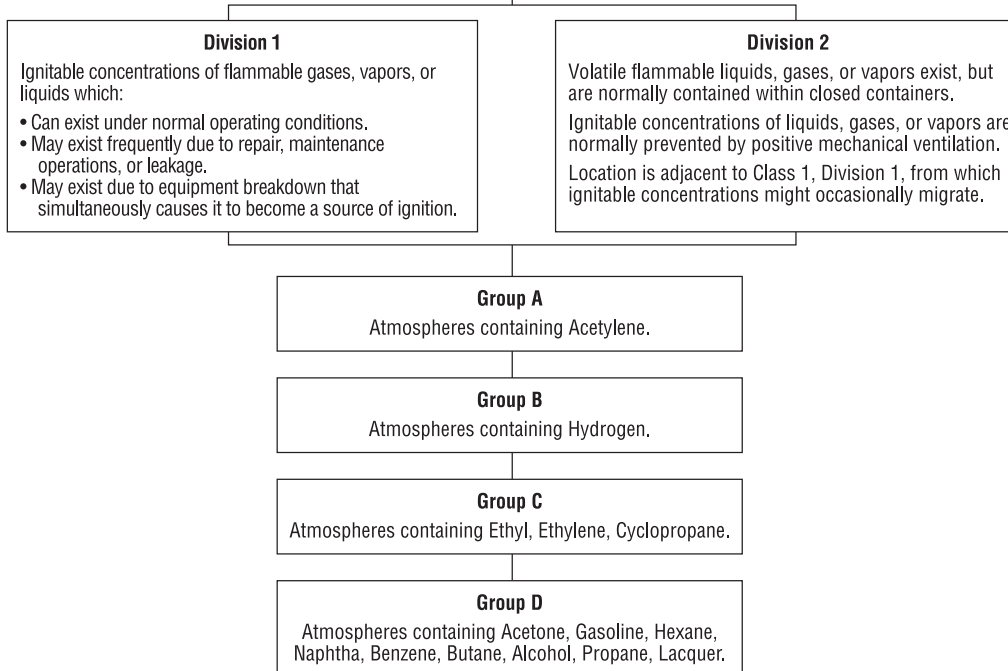 Division 1
Ignitable concentrations of flammable gases, vapors, or
liquids which:
• Can exist under normal operating conditions.
• May exist frequently due to repair, maintenance
operations, or leakage.
• May exist due to equipment breakdown that
simultaneously causes it to become a source of ignition.
Division 2
Volatile flammable liquids, gases, or vapors exist, but
are normally contained within closed containers.
Ignitable concentrations of liquids, gases, or vapors are
normally prevented by positive mechanical ventilation.
Location is adjacent to Class 1, Division 1, from which
ignitable concentrations might occasionally migrate.
Group A
Atmospheres containing Acetylene.
Group B
Atmospheres containing Hydrogen.
Group C
Atmospheres containing Ethyl, Ethylene, Cyclopropane.
Group D
Atmospheres containing Acetone, Gasoline, Hexane,
Naphtha, Benzene, Butane, Alcohol, Propane, Lacquer.